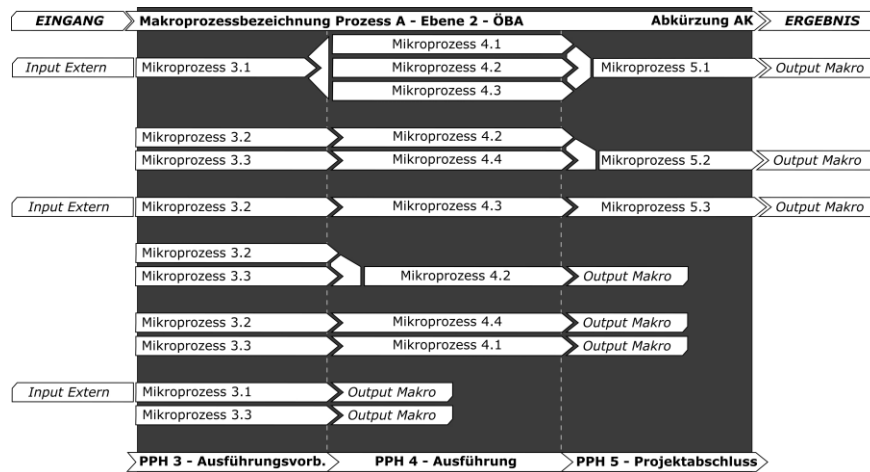 EINGANG Makroprozessbezeichnung Prozess A - Ebene 2 - ÖBA Abkürzung AK ERGEBNIS
Mikroprozess 4.1
Input Extern Mikroprozess 3.1 Mikroprozess 4.2 Mikroprozess 5.1 Output Makro
Mikroprozess 4.3
Mikroprozess 3.2 Mikroprozess 4.2
Mikroprozess 3.3 Mikroprozess 4.4 Mikroprozess 5.2 Output Makro
Input Extern Mikroprozess 3.2 Mikroprozess 4.3 Mikroprozess 5.3 Output Makro
Mikroprozess 3.2
Mikroprozess 3.3 Mikroprozess 4.2 Output Makro
Mikroprozess 3.2 Mikroprozess 4.4 Output Makro
Mikroprozess 3.3 Mikroprozess 4.1 Output Makro
Input Extern Mikroprozess 3.1 Output Makro
Mikroprozess 3.3 Output Makro
PPH 3 - Ausführungsvorb. PPH 4 - Ausführung PPH 5 - Projektabschluss